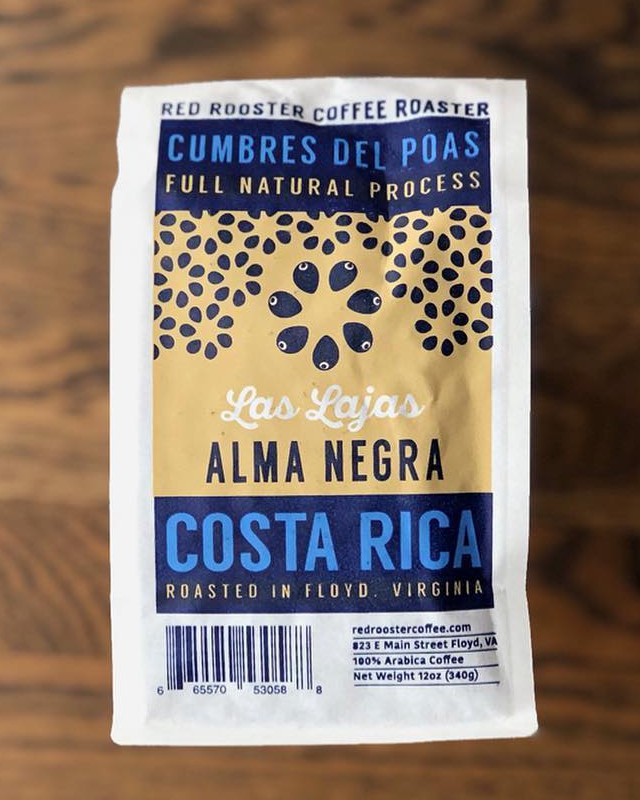 RED ROOSTER COFFEE ROASTER
CUMBRES DEL POAS
FULL NATURAL PROCESS
Las Lajas
ALMA NEGRA
COSTA RICA
ROASTED IN FLOYD, VIRGINIA
redroostercoffee.com
823 E Main Street Floyd, VA
100% Arabica Coffee
Net Weight 12oz (340g)
6 65570 53058 8